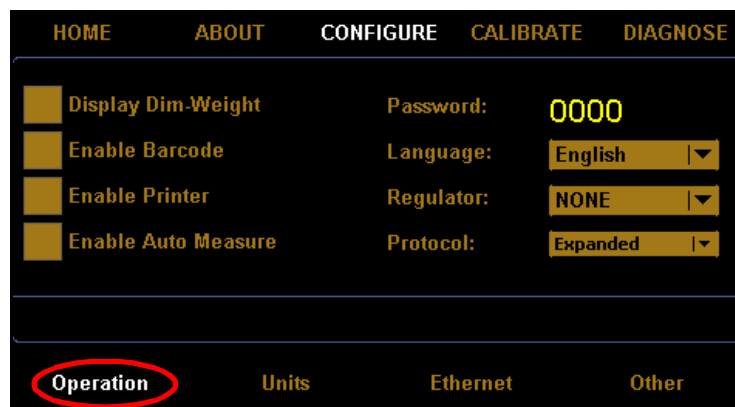 HOME ABOUT CONFIGURE CALIBRATE DIAGNOSE
Display Dim-Weight Password: 0000
Enable Barcode Language: English
Enable Printer Regulator: NONE
Enable Auto Measure Protocol: Expanded
Operation Units Ethernet Other